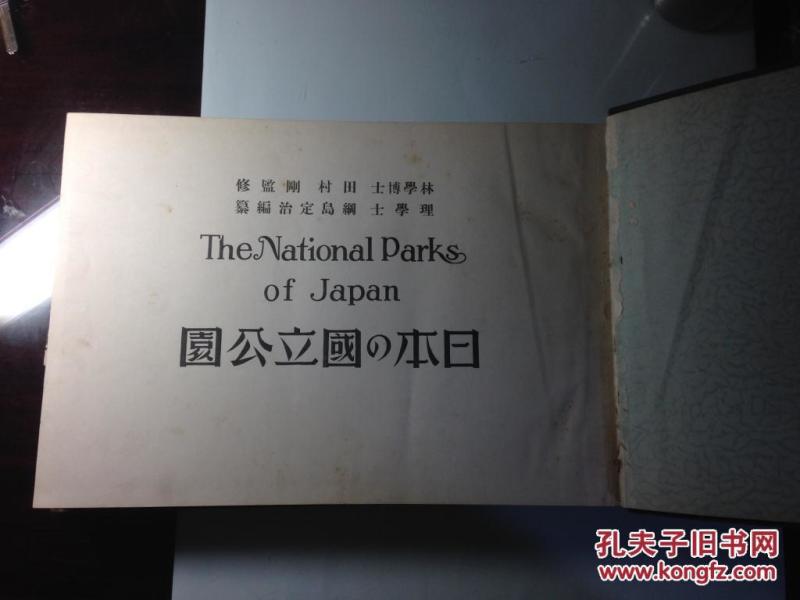 林學博士 田村 剛 監修
理學士 綱島定治編纂
The National Parks
of Japan
日本の國立公園
孔夫子旧书网
www.kongfz.com